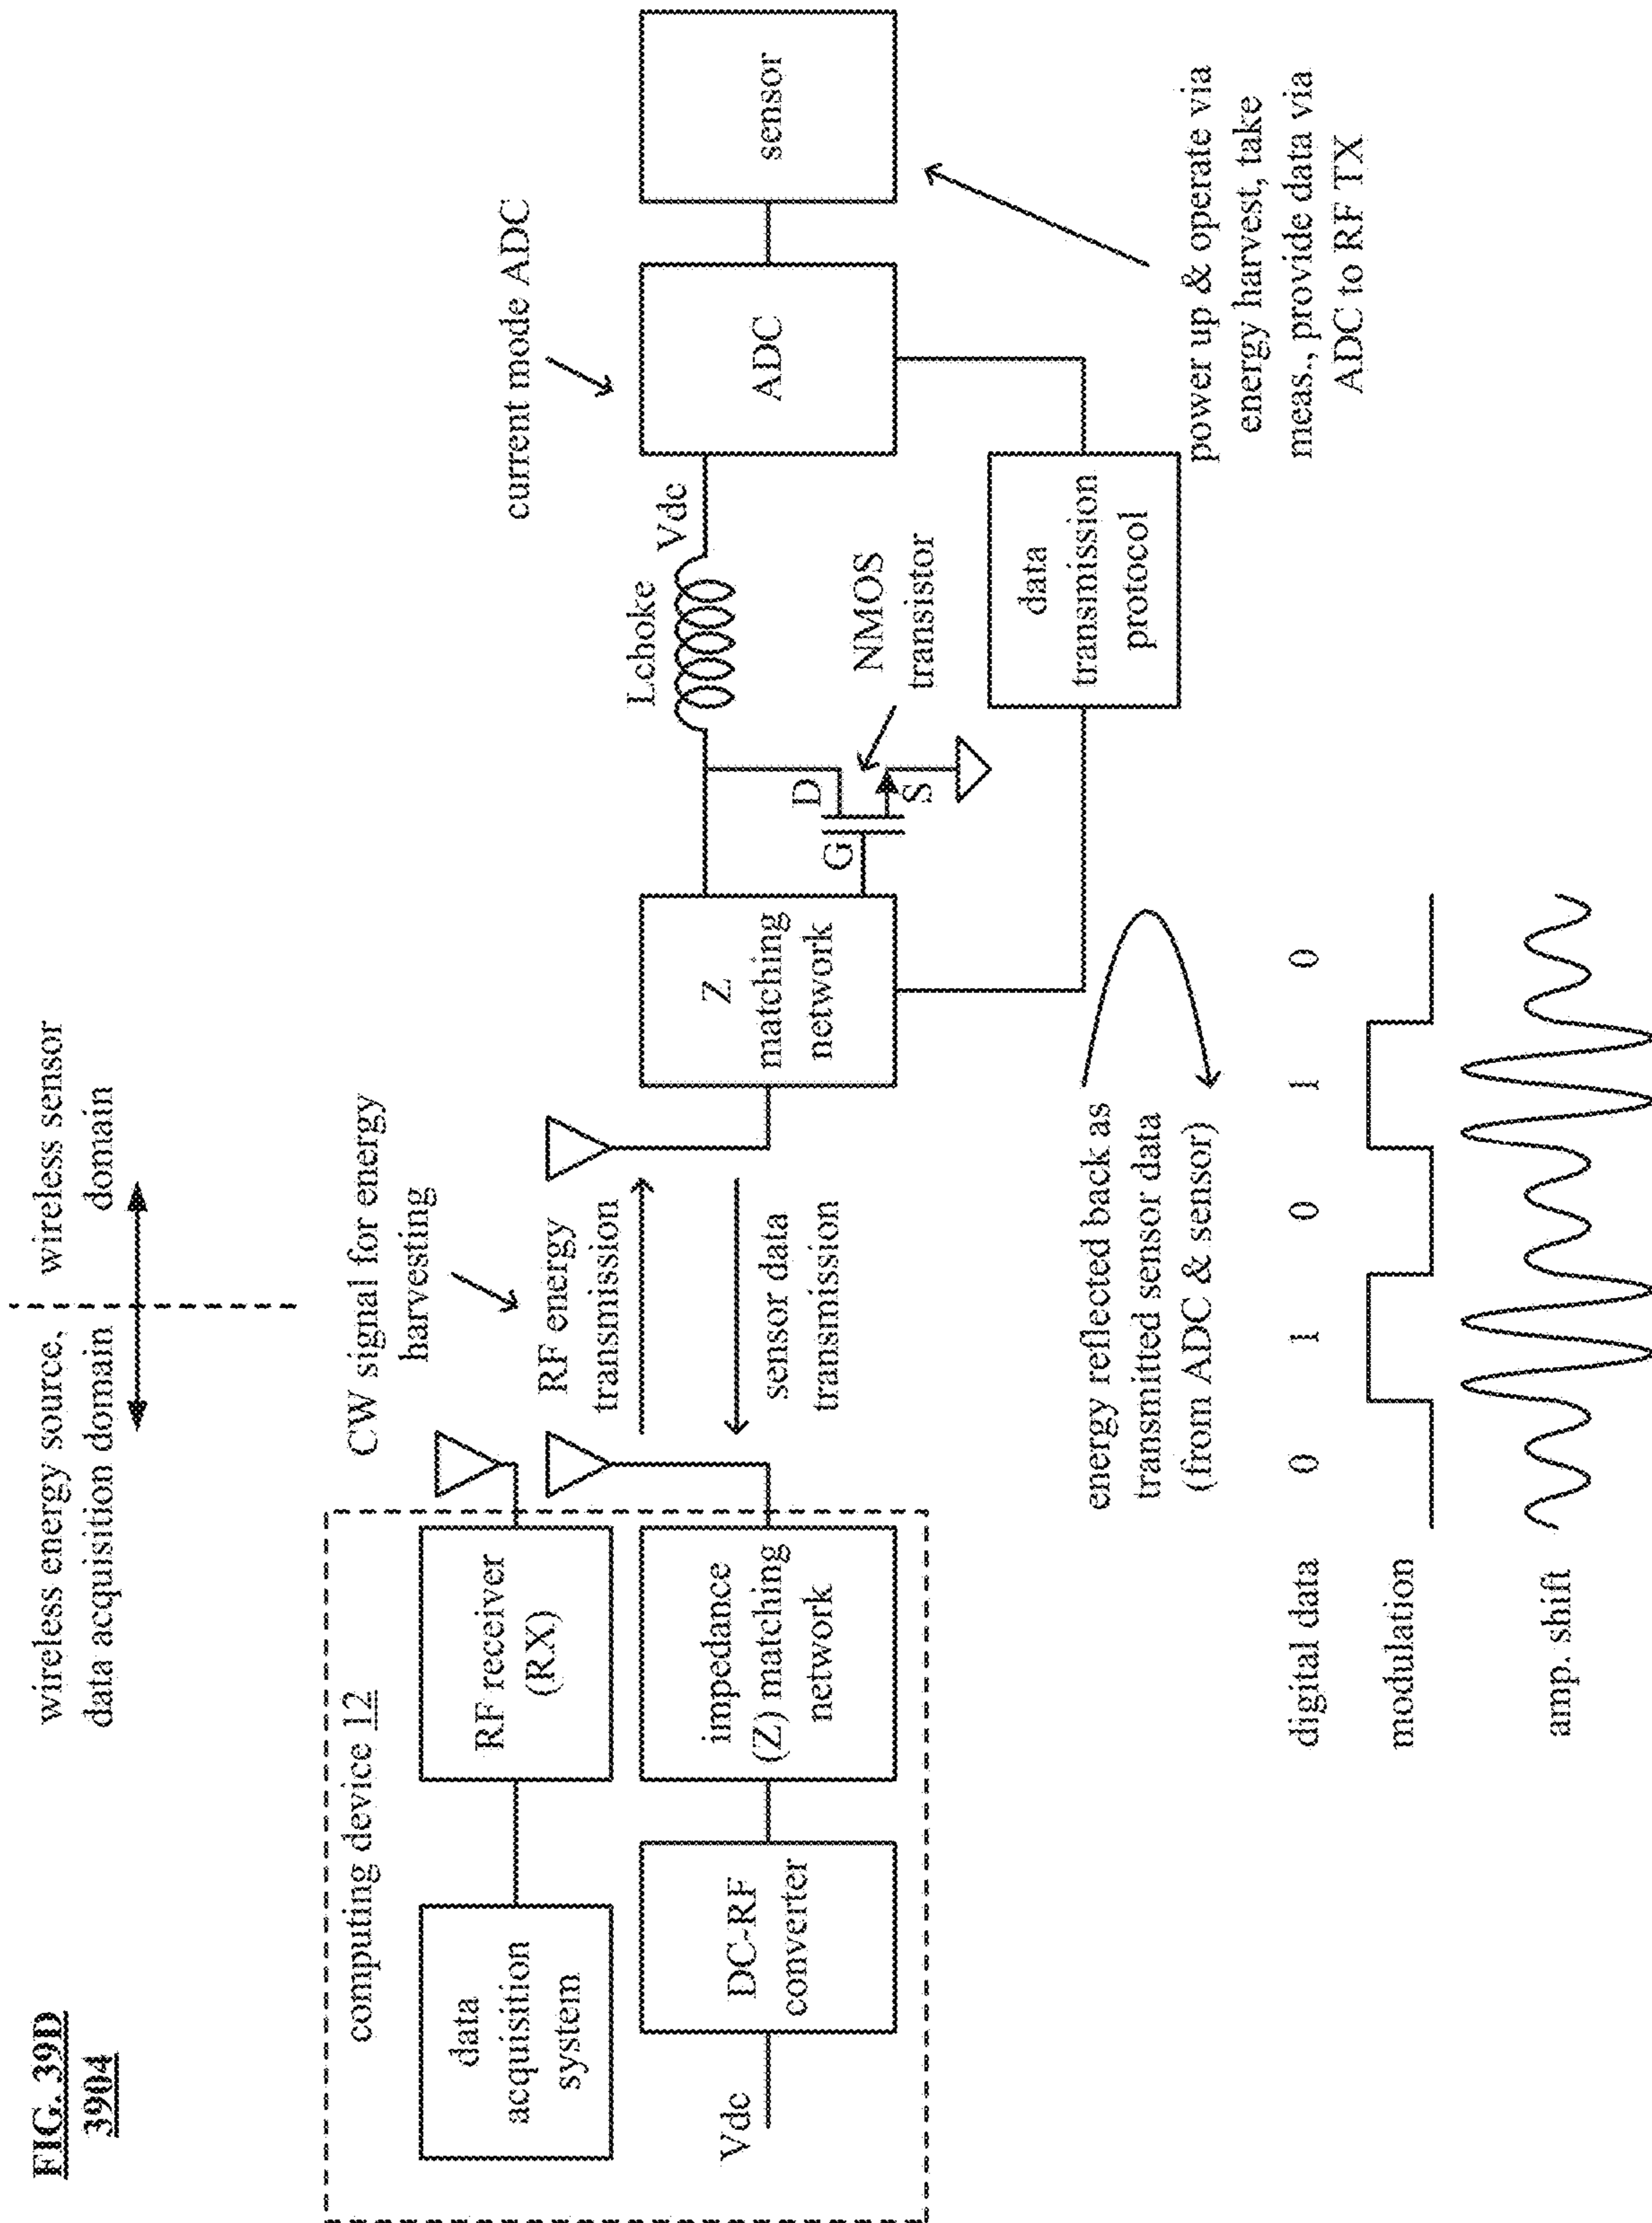 FIG. 39D
3904
wireless energy source,
data acquisition domain
wireless sensor
domain
computing device 12
data
acquisition
system
RF receiver
(RX)
Vdc
DC-RF
converter
impedance
(Z) matching
network
CW signal for energy
harvesting
RF energy
transmission
sensor data
transmission
Z
matching
network
Lchoke
Vdc
D
G
S
NMOS
transistor
current mode ADC
ADC
sensor
data
transmission
protocol
power up & operate via
energy harvest, take
meas., provide data via
ADC to RF TX
energy reflected back as
transmitted sensor data
(from ADC & sensor)
digital data 0 1 0 1 0
modulation
amp. shift